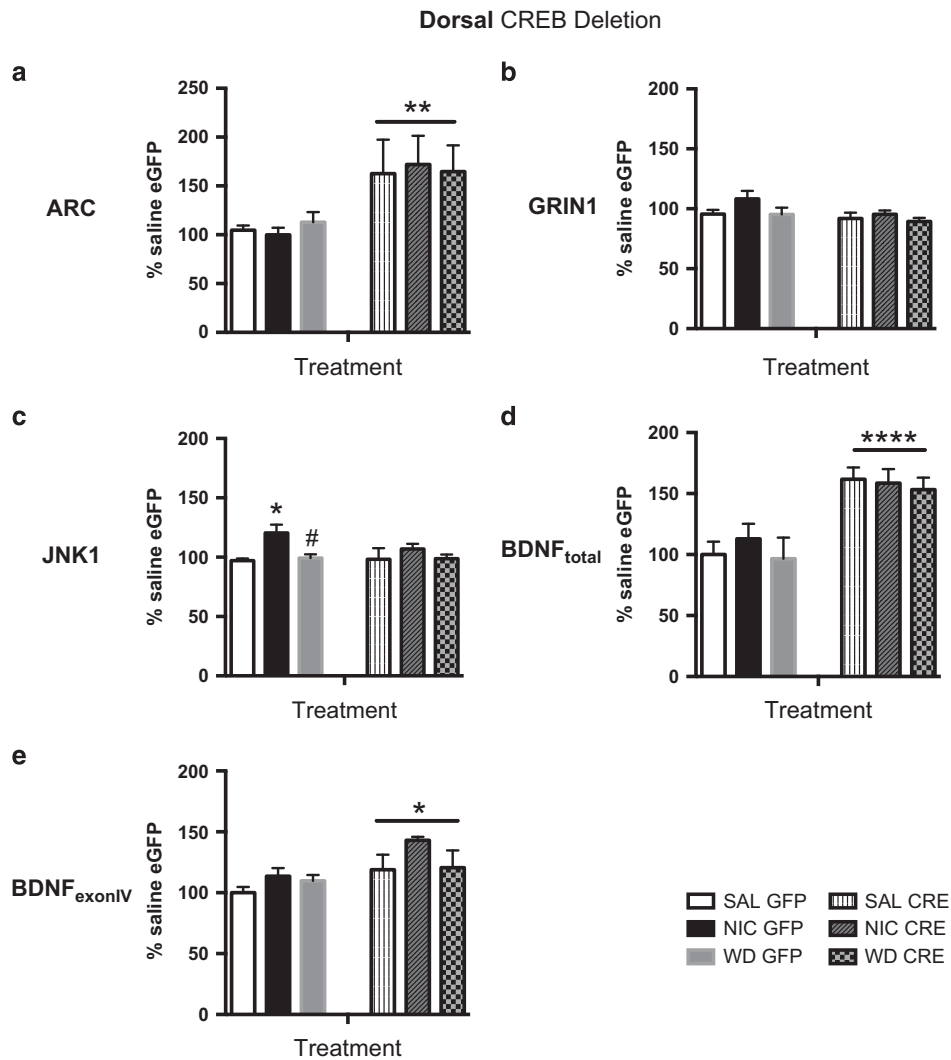 Dorsal CREB Deletion
a
ARC
% saline eGFP
250
200
150
100
50
0
**
Treatment
b
GRIN1
% saline eGFP
200
150
100
50
0
Treatment
c
JNK1
% saline eGFP
200
150
100
50
0
*
#
Treatment
d
BDNFtotal
% saline eGFP
200
150
100
50
0
****
Treatment
e
BDNFexonIV
% saline eGFP
200
150
100
50
0
*
Treatment
SAL GFP SAL CRE
NIC GFP NIC CRE
WD GFP WD CRE